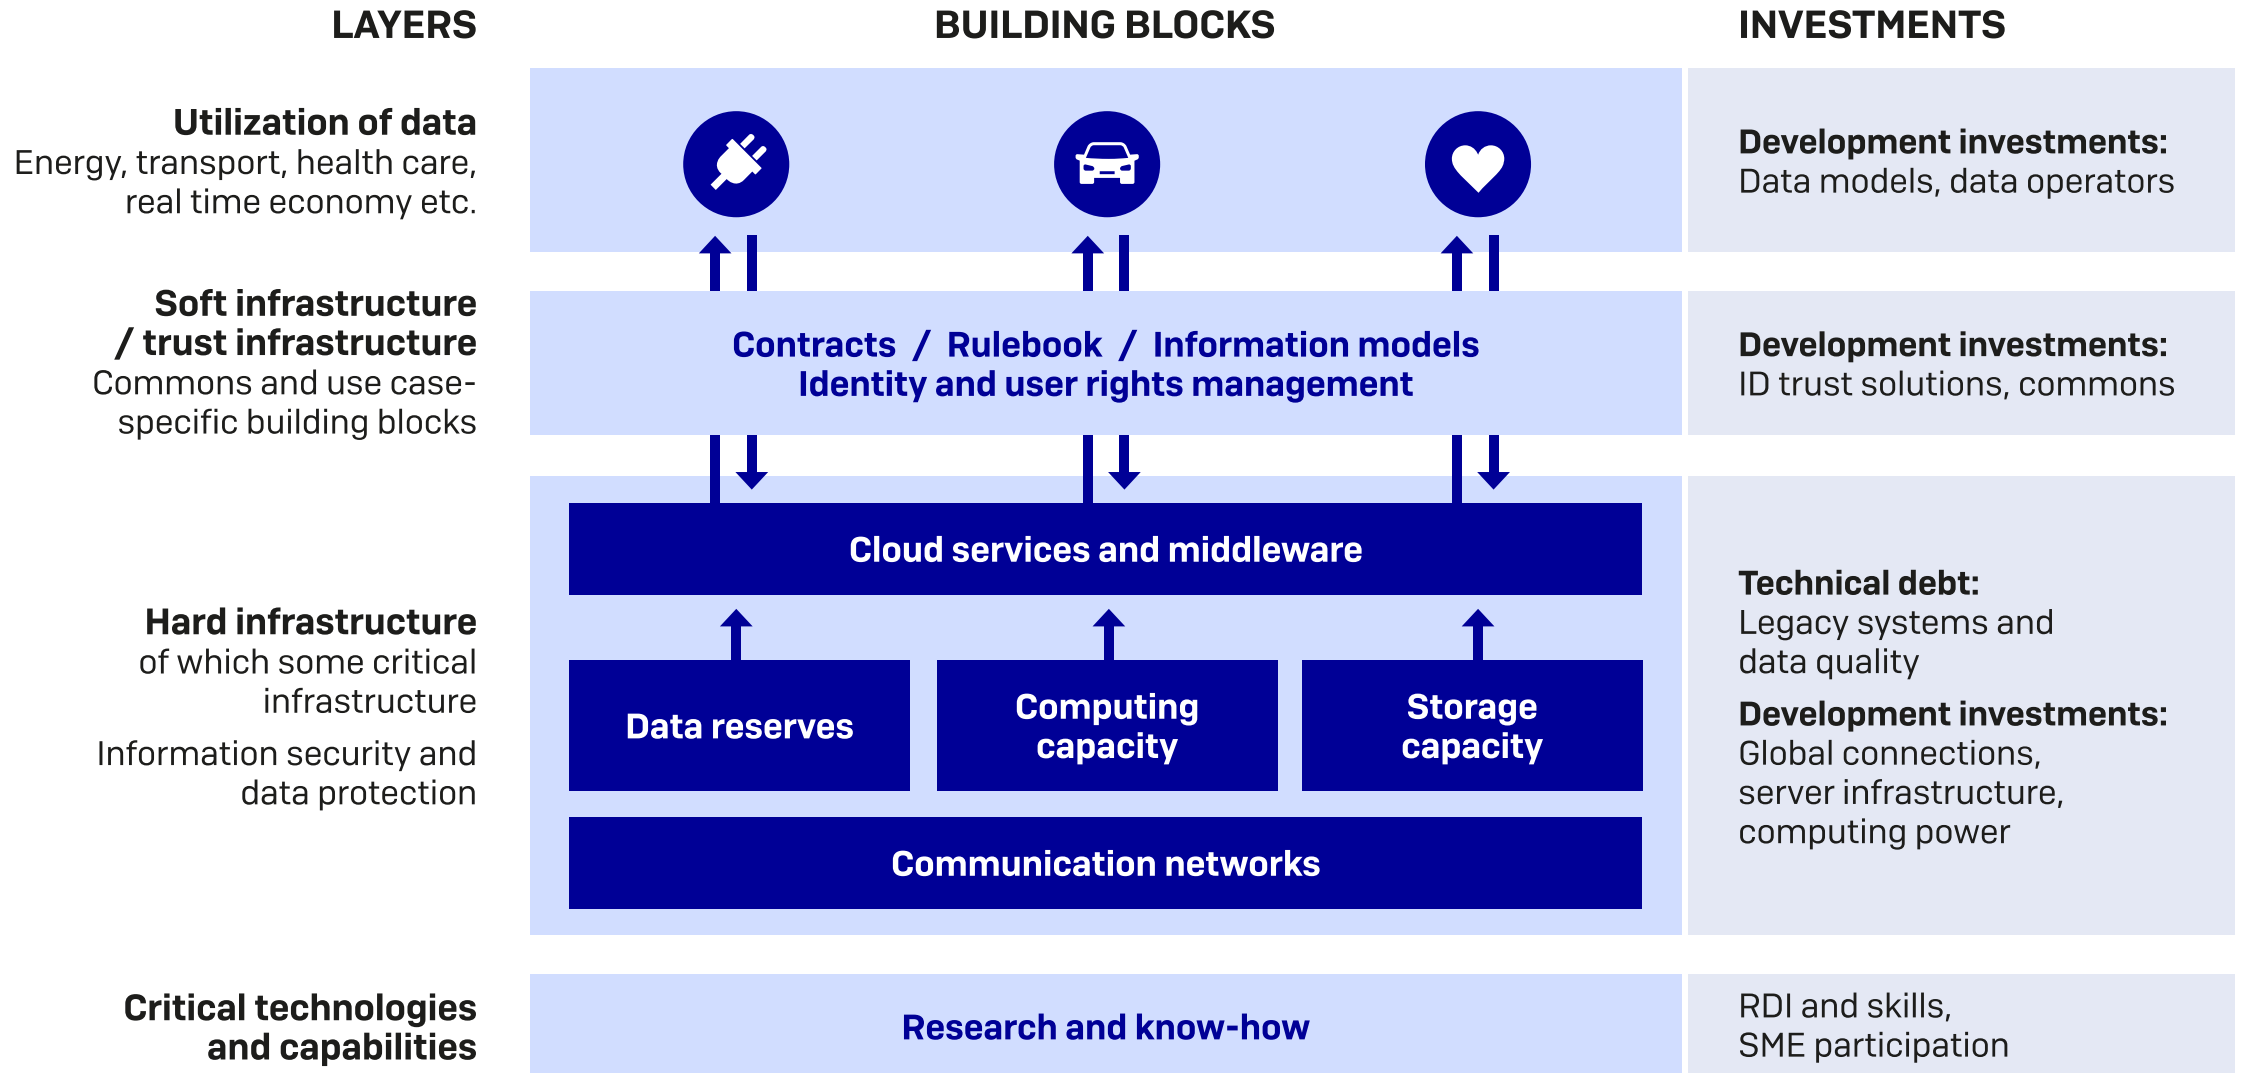 LAYERS
BUILDING BLOCKS
INVESTMENTS
Utilization of data
Energy, transport, health care,
real time economy etc.
Development investments:
Data models, data operators
Soft infrastructure
/ trust infrastructure
Commons and use case-
specific building blocks
Contracts / Rulebook / Information models
Identity and user rights management
Development investments:
ID trust solutions, commons
Hard infrastructure
of which some critical
infrastructure
Information security and
data protection
Cloud services and middleware
Data reserves
Computing
capacity
Storage
capacity
Communication networks
Technical debt:
Legacy systems and
data quality
Development investments:
Global connections,
server infrastructure,
computing power
Critical technologies
and capabilities
Research and know-how
RDI and skills,
SME participation